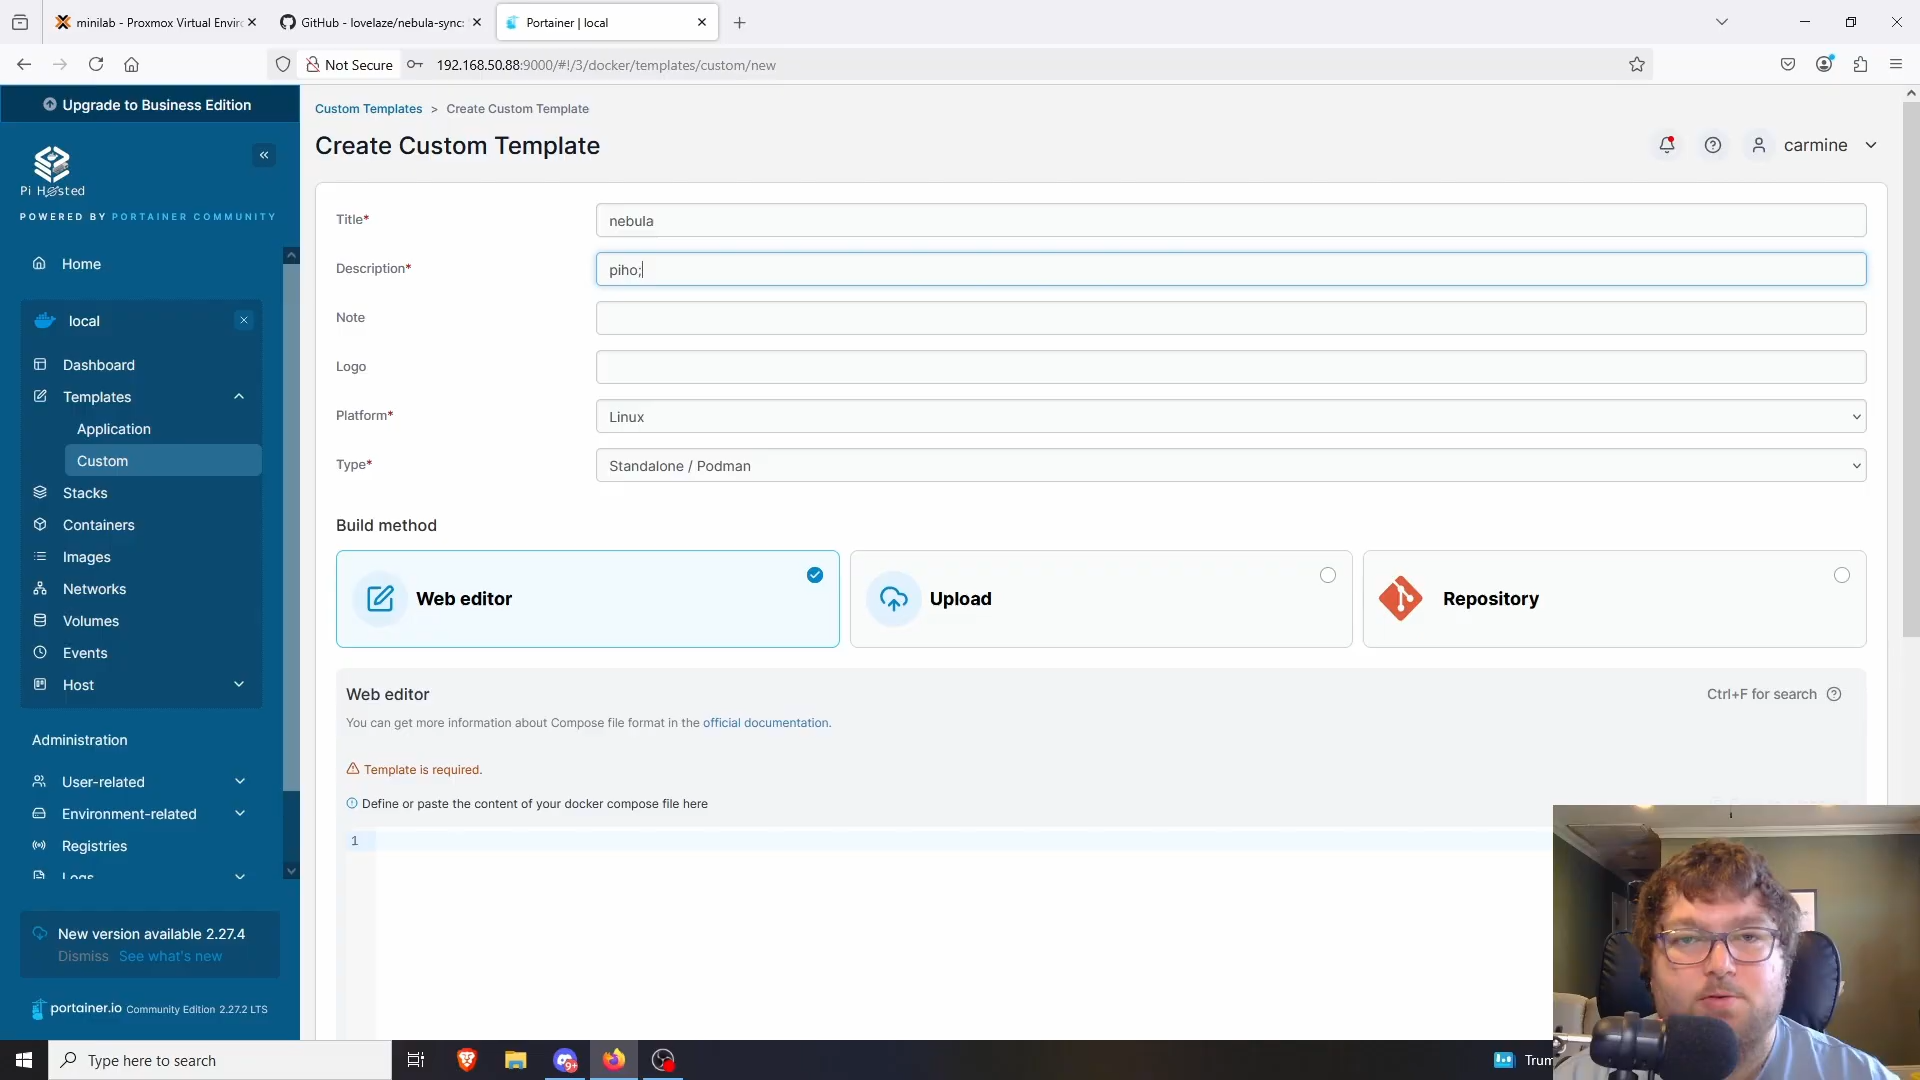 minilab - Proxmox Virtual Enviro
GitHub - lovelaze/nebula-sync:
Portainer | local
Not Secure
192.168.50.88:9000/#!/3/docker/templates/custom/new
Upgrade to Business Edition
Pi Hosted
POWERED BY PORTAINER COMMUNITY
Home
local
Dashboard
Templates
Application
Custom
Stacks
Containers
Images
Networks
Volumes
Events
Host
Administration
User-related
Environment-related
Registries
Logs
New version available 2.27.4
Dismiss See what's new
portainer.io Community Edition 2.27.2 LTS
Custom Templates > Create Custom Template
Create Custom Template
carmine
Title*
nebula
Description*
piho;
Note
Logo
Platform*
Linux
Type*
Standalone / Podman
Build method
Web editor
Upload
Repository
Web editor
Ctrl+F for search
You can get more information about Compose file format in the official documentation.
Template is required.
Define or paste the content of your docker compose file here
1
Type here to search
9+
Trum